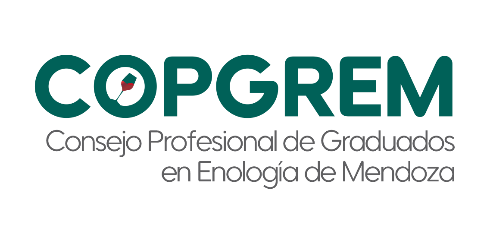 COPGREM
Consejo Profesional de Graduados
en Enología de Mendoza